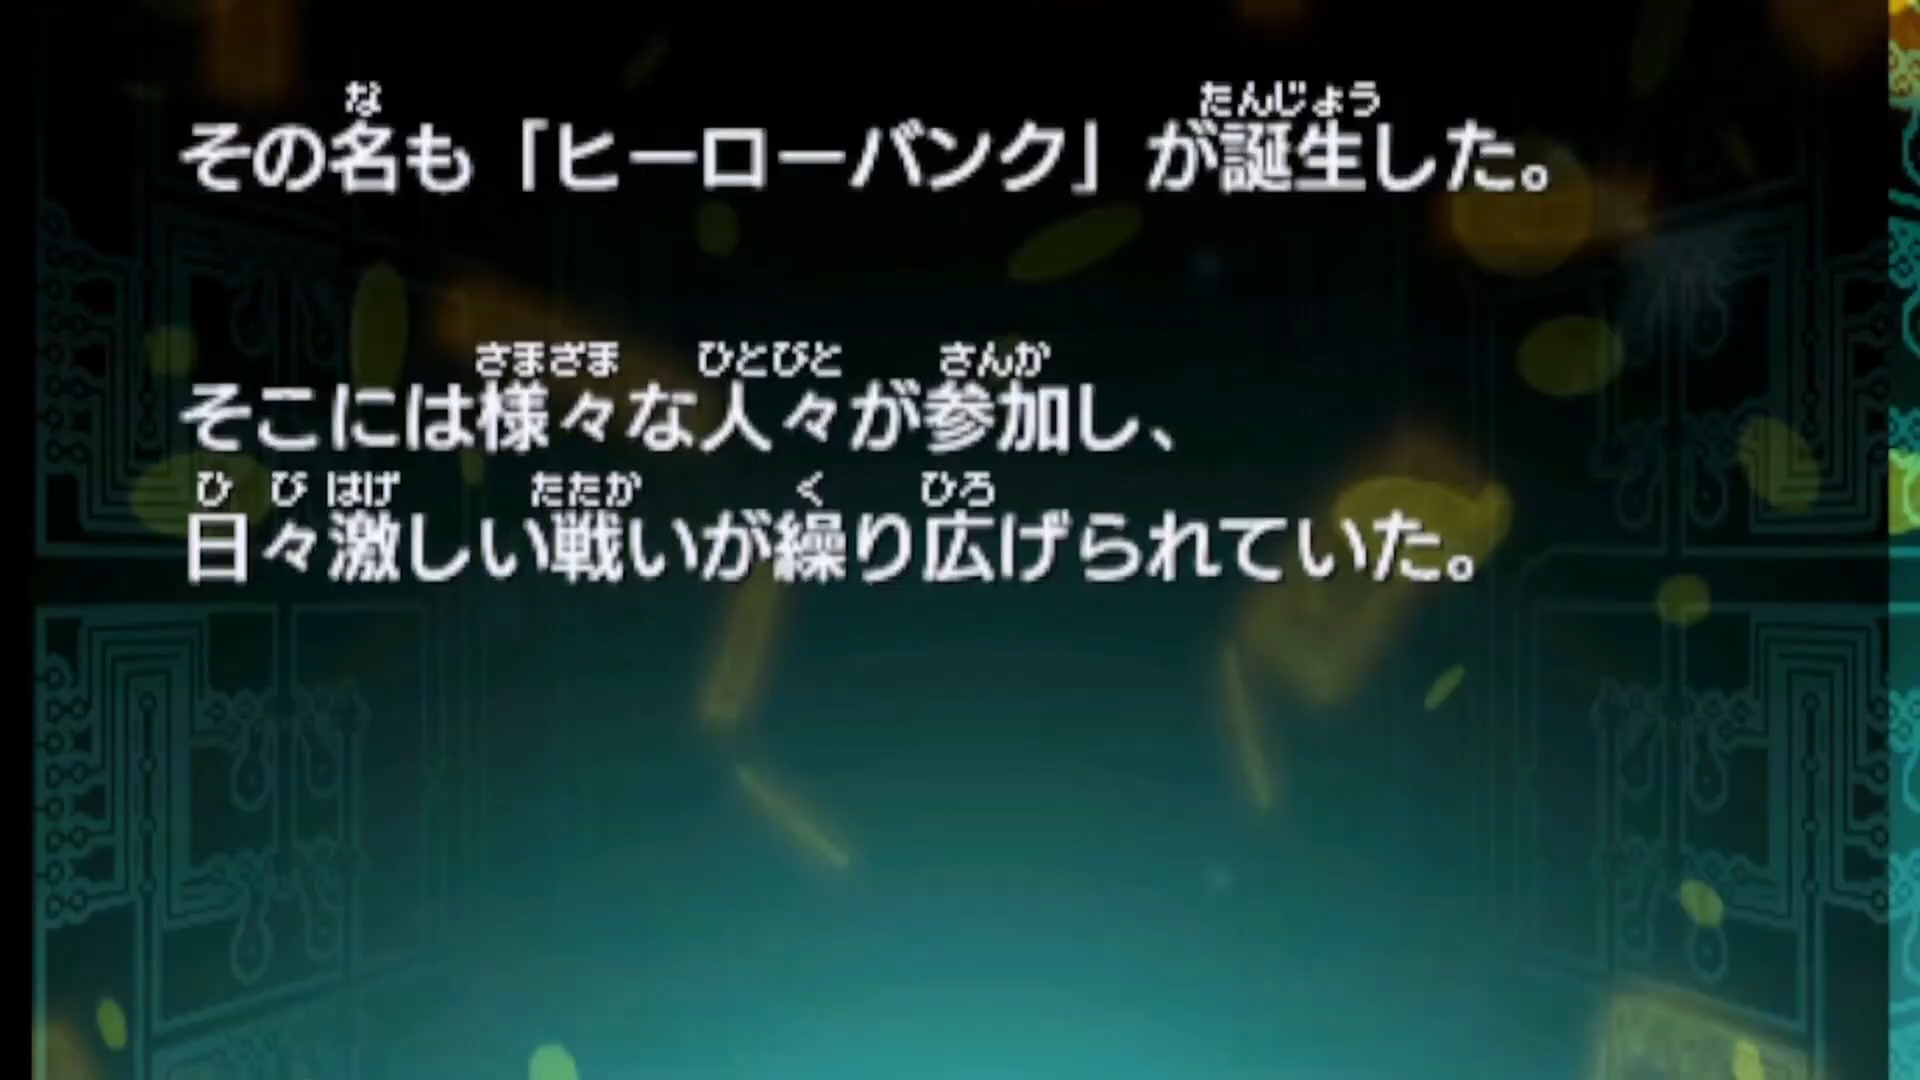 その名も「ヒーローバンク」が誕生した。
そこには様々な人々が参加し、
日々激しい戦いが繰り広げられていた。